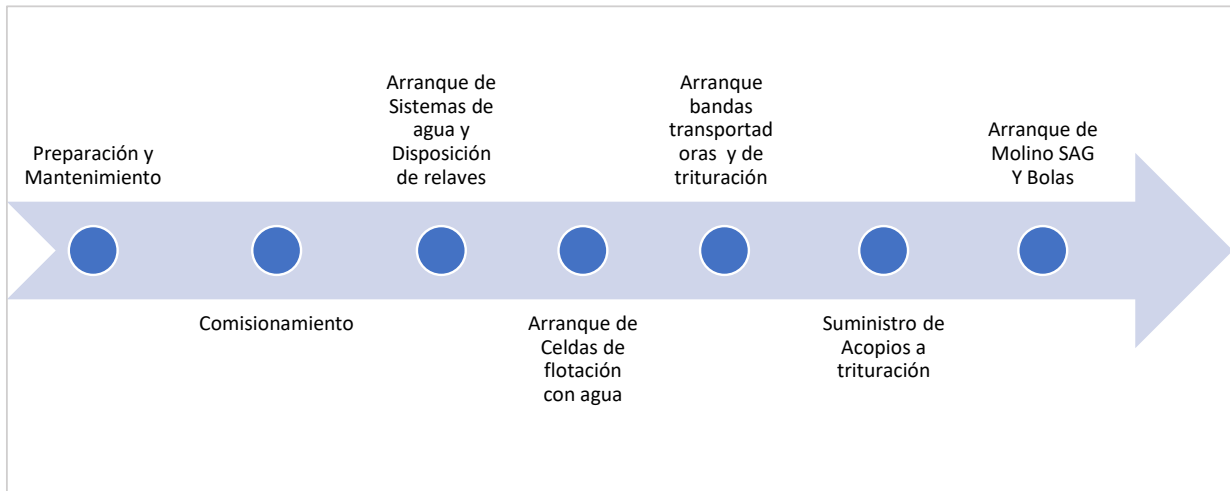 Preparación y
Mantenimiento
Comisionamiento
Arranque de
Sistemas de
agua y
Disposición
de relaves
Arranque de
Celdas de
flotación
con agua
Arranque
bandas
transportad
oras y de
trituración
Suministro de
Acopios a
trituración
Arranque de
Molino SAG
Y Bolas